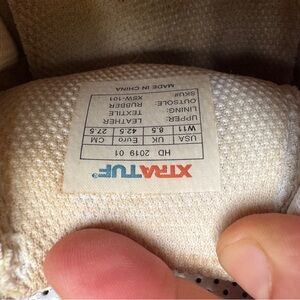 XTRATUF®
HD 2019 01
USA UK Euro CM
W11 8.5 42.5 27.5
UPPER: LEATHER
LINING: TEXTILE
OUTSOLE: RUBBER
SKU# XSW-101
MADE IN CHINA